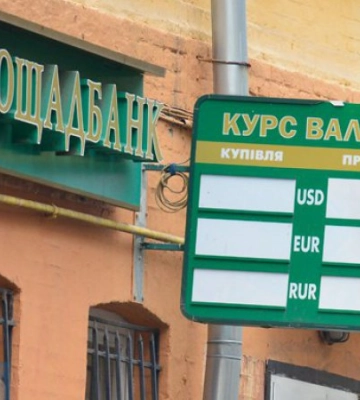 ОЩАДБАНК
КУРС ВАЛ
КУПІВЛЯ ПР
USD
EUR
RUR